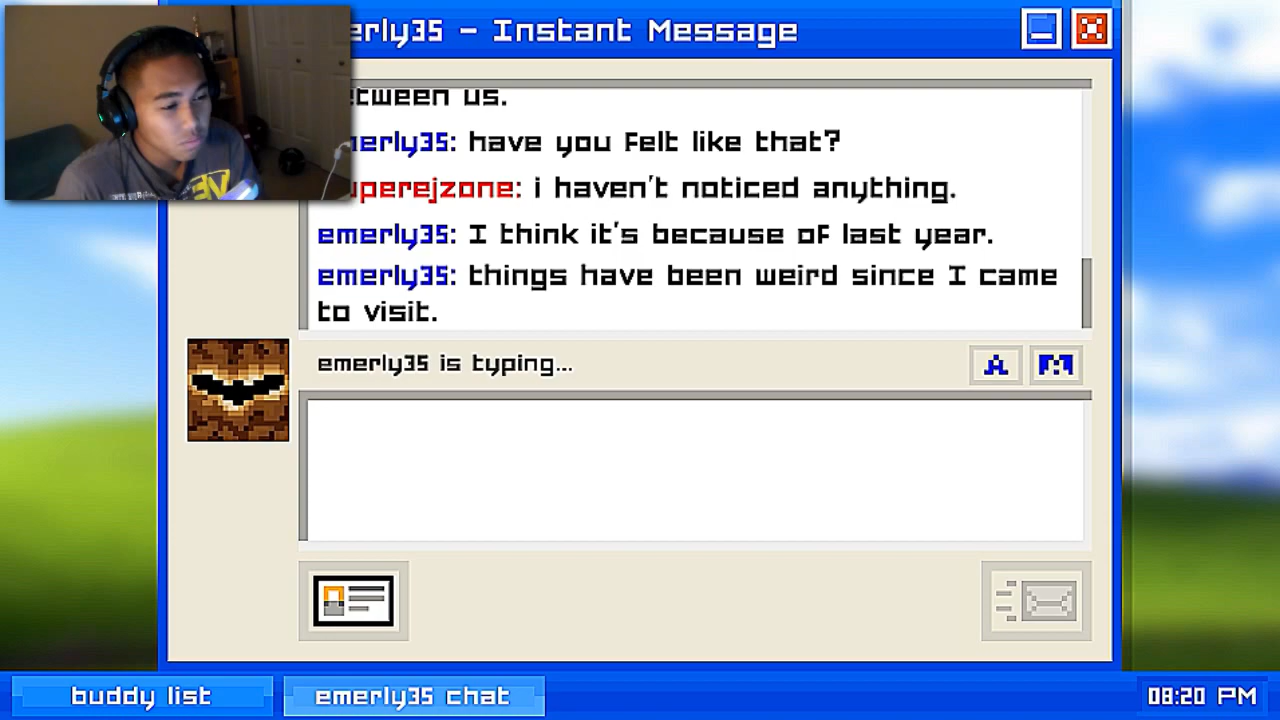 erly35 - Instant Message
etween us.
merly35: have you felt like that?
uperejzone: i haven't noticed anything.
emerly35: I think it's because of last year.
emerly35: things have been weird since I came
to visit.
emerly35 is typing...
A
buddy list
emerly35 chat
08:20 PM